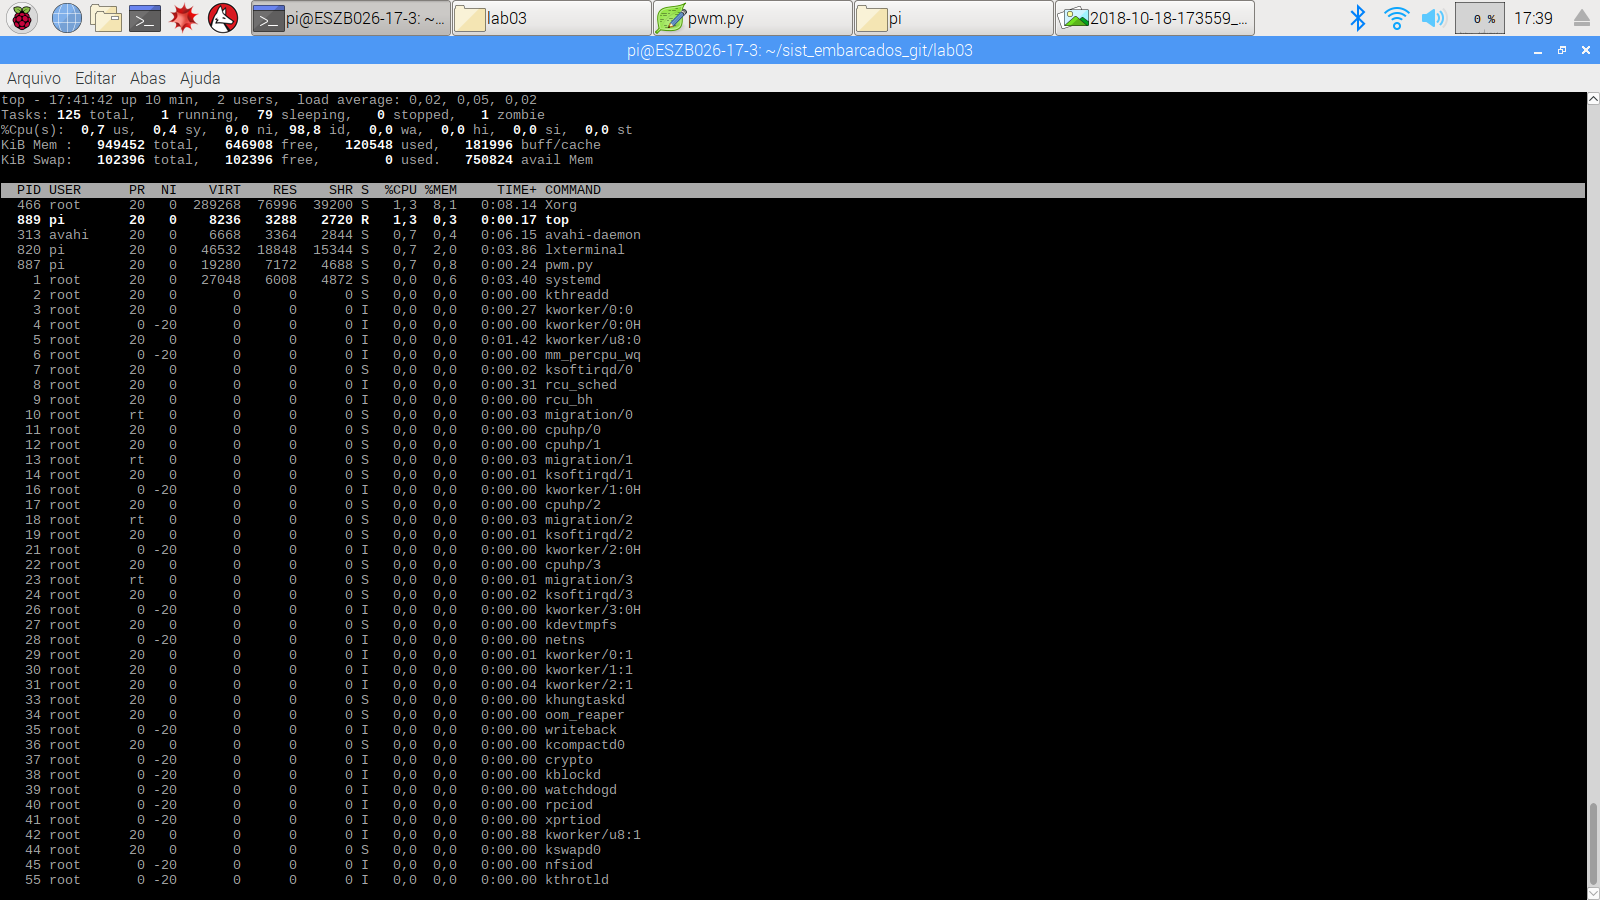 pi@ESZB026-17-3: ~... lab03 pwm.py pi 2018-10-18-173559_... 0 % 17:39
pi@ESZB026-17-3: ~/sist_embarcados_git/lab03
Arquivo Editar Abas Ajuda
top - 17:41:42 up 10 min,  2 users,  load average: 0,02, 0,05, 0,02
Tasks: 125 total,   1 running,  79 sleeping,   0 stopped,   1 zombie
%Cpu(s):  0,7 us,  0,4 sy,  0,0 ni, 98,8 id,  0,0 wa,  0,0 hi,  0,0 si,  0,0 st
KiB Mem :   949452 total,   646908 free,   120548 used,   181996 buff/cache
KiB Swap:   102396 total,   102396 free,        0 used.   750824 avail Mem
PID USER      PR  NI    VIRT    RES    SHR S  %CPU %MEM     TIME+ COMMAND
466 root      20   0  289268  76996  39200 S   1,3  8,1   0:08.14 Xorg
889 pi        20   0    8236   3288   2720 R   1,3  0,3   0:00.17 top
313 avahi     20   0    6668   3364   2844 S   0,7  0,4   0:06.15 avahi-daemon
820 pi        20   0   46532  18848  15344 S   0,7  2,0   0:03.86 lxterminal
887 pi        20   0   19280   7172   4688 S   0,7  0,8   0:00.24 pwm.py
1 root      20   0   27048   6008   4872 S   0,0  0,6   0:03.40 systemd
2 root      20   0       0      0      0 S   0,0  0,0   0:00.00 kthreadd
3 root      20   0       0      0      0 I   0,0  0,0   0:00.27 kworker/0:0
4 root       0 -20       0      0      0 I   0,0  0,0   0:00.00 kworker/0:0H
5 root      20   0       0      0      0 I   0,0  0,0   0:01.42 kworker/u8:0
6 root       0 -20       0      0      0 I   0,0  0,0   0:00.00 mm_percpu_wq
7 root      20   0       0      0      0 S   0,0  0,0   0:00.02 ksoftirqd/0
8 root      20   0       0      0      0 I   0,0  0,0   0:00.31 rcu_sched
9 root      20   0       0      0      0 I   0,0  0,0   0:00.00 rcu_bh
10 root      rt   0       0      0      0 S   0,0  0,0   0:00.03 migration/0
11 root      20   0       0      0      0 S   0,0  0,0   0:00.00 cpuhp/0
12 root      20   0       0      0      0 S   0,0  0,0   0:00.00 cpuhp/1
13 root      rt   0       0      0      0 S   0,0  0,0   0:00.03 migration/1
14 root      20   0       0      0      0 S   0,0  0,0   0:00.01 ksoftirqd/1
16 root       0 -20       0      0      0 I   0,0  0,0   0:00.00 kworker/1:0H
17 root      20   0       0      0      0 S   0,0  0,0   0:00.00 cpuhp/2
18 root      rt   0       0      0      0 S   0,0  0,0   0:00.03 migration/2
19 root      20   0       0      0      0 S   0,0  0,0   0:00.01 ksoftirqd/2
21 root       0 -20       0      0      0 I   0,0  0,0   0:00.00 kworker/2:0H
22 root      20   0       0      0      0 S   0,0  0,0   0:00.00 cpuhp/3
23 root      rt   0       0      0      0 S   0,0  0,0   0:00.01 migration/3
24 root      20   0       0      0      0 S   0,0  0,0   0:00.02 ksoftirqd/3
26 root       0 -20       0      0      0 I   0,0  0,0   0:00.00 kworker/3:0H
27 root      20   0       0      0      0 S   0,0  0,0   0:00.00 kdevtmpfs
28 root       0 -20       0      0      0 I   0,0  0,0   0:00.00 netns
29 root      20   0       0      0      0 I   0,0  0,0   0:00.01 kworker/0:1
30 root      20   0       0      0      0 I   0,0  0,0   0:00.00 kworker/1:1
31 root      20   0       0      0      0 I   0,0  0,0   0:00.04 kworker/2:1
33 root      20   0       0      0      0 S   0,0  0,0   0:00.00 khungtaskd
34 root      20   0       0      0      0 S   0,0  0,0   0:00.00 oom_reaper
35 root       0 -20       0      0      0 I   0,0  0,0   0:00.00 writeback
36 root      20   0       0      0      0 S   0,0  0,0   0:00.00 kcompactd0
37 root       0 -20       0      0      0 I   0,0  0,0   0:00.00 crypto
38 root       0 -20       0      0      0 I   0,0  0,0   0:00.00 kblockd
39 root       0 -20       0      0      0 I   0,0  0,0   0:00.00 watchdogd
40 root       0 -20       0      0      0 I   0,0  0,0   0:00.00 rpciod
41 root       0 -20       0      0      0 I   0,0  0,0   0:00.00 xprtiod
42 root      20   0       0      0      0 I   0,0  0,0   0:00.88 kworker/u8:1
44 root      20   0       0      0      0 S   0,0  0,0   0:00.00 kswapd0
45 root       0 -20       0      0      0 I   0,0  0,0   0:00.00 nfsiod
55 root       0 -20       0      0      0 I   0,0  0,0   0:00.00 kthrotld